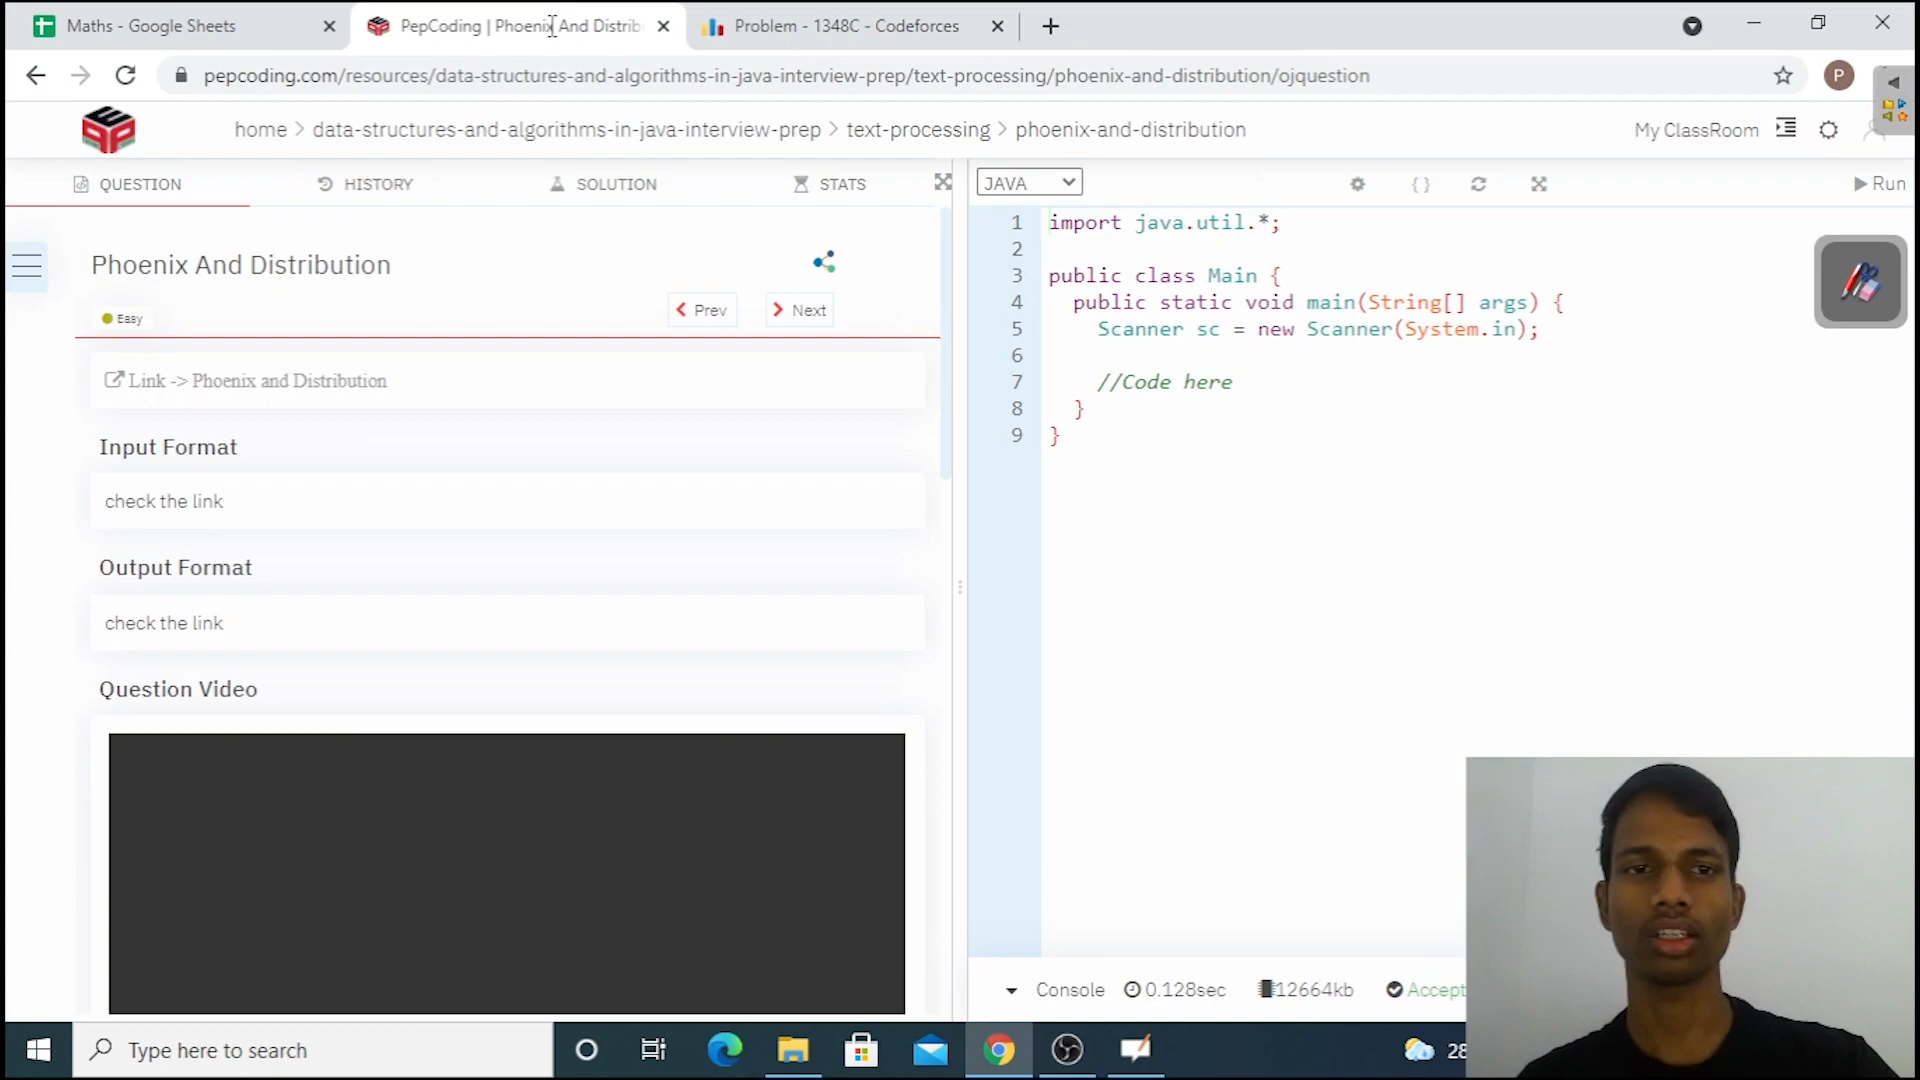 Maths - Google Sheets
PepCoding | Phoenix And Distrib
Problem - 1348C - Codeforces
pepcoding.com/resources/data-structures-and-algorithms-in-java-interview-prep/text-processing/phoenix-and-distribution/ojquestion
P
PEP
home > data-structures-and-algorithms-in-java-interview-prep > text-processing > phoenix-and-distribution
My ClassRoom
QUESTION
HISTORY
SOLUTION
STATS
JAVA
{ }
Run
Phoenix And Distribution
Easy
Prev
Next
Link -> Phoenix and Distribution
Input Format
check the link
Output Format
check the link
Question Video
1 import java.util.*;
2
3 public class Main {
4 public static void main(String[] args) {
5 Scanner sc = new Scanner(System.in);
6
7 //Code here
8 }
9 }
Console
0.128sec
12664kb
Accept
Type here to search
28